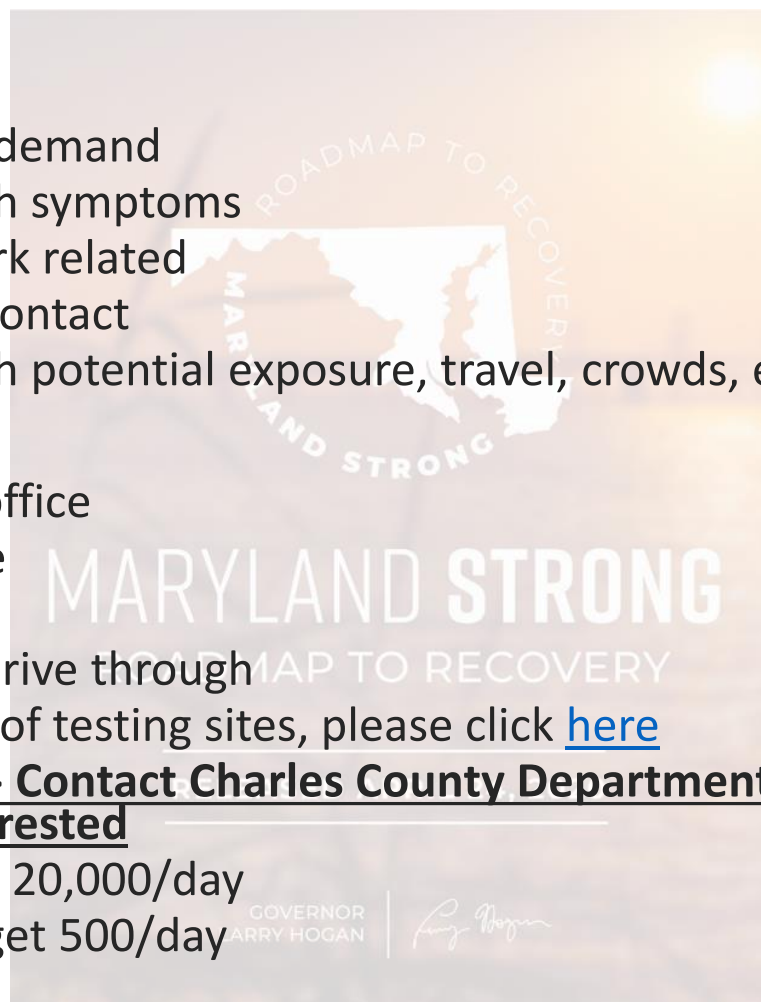 demand
h symptoms
rk related
ontact
h potential exposure, travel, crowds, e
office
e
rive through
of testing sites, please click here
- Contact Charles County Department
rested
20,000/day
get 500/day
ROADMAP TO RECOVERY
MARYLAND STRONG
MARYLAND STRONG
ROADMAP TO RECOVERY
GOVERNOR
LARRY HOGAN